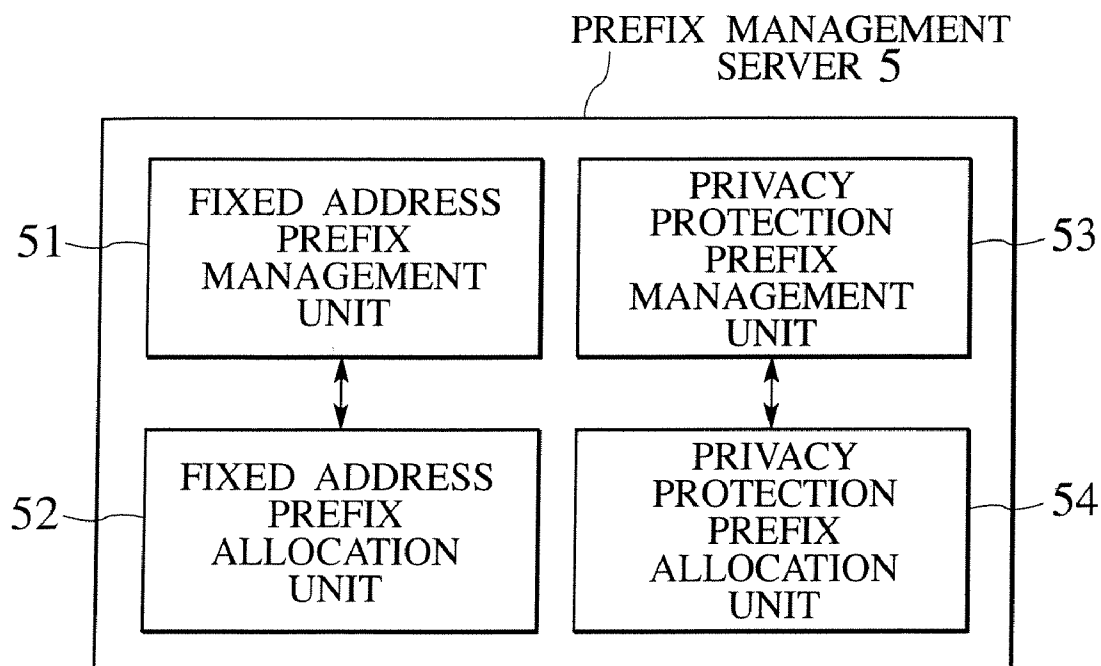 PREFIX MANAGEMENT
SERVER 5
51
FIXED ADDRESS
PREFIX
MANAGEMENT
UNIT
PRIVACY
PROTECTION
PREFIX
MANAGEMENT
UNIT
53
52
FIXED ADDRESS
PREFIX
ALLOCATION
UNIT
PRIVACY
PROTECTION
PREFIX
ALLOCATION
UNIT
54